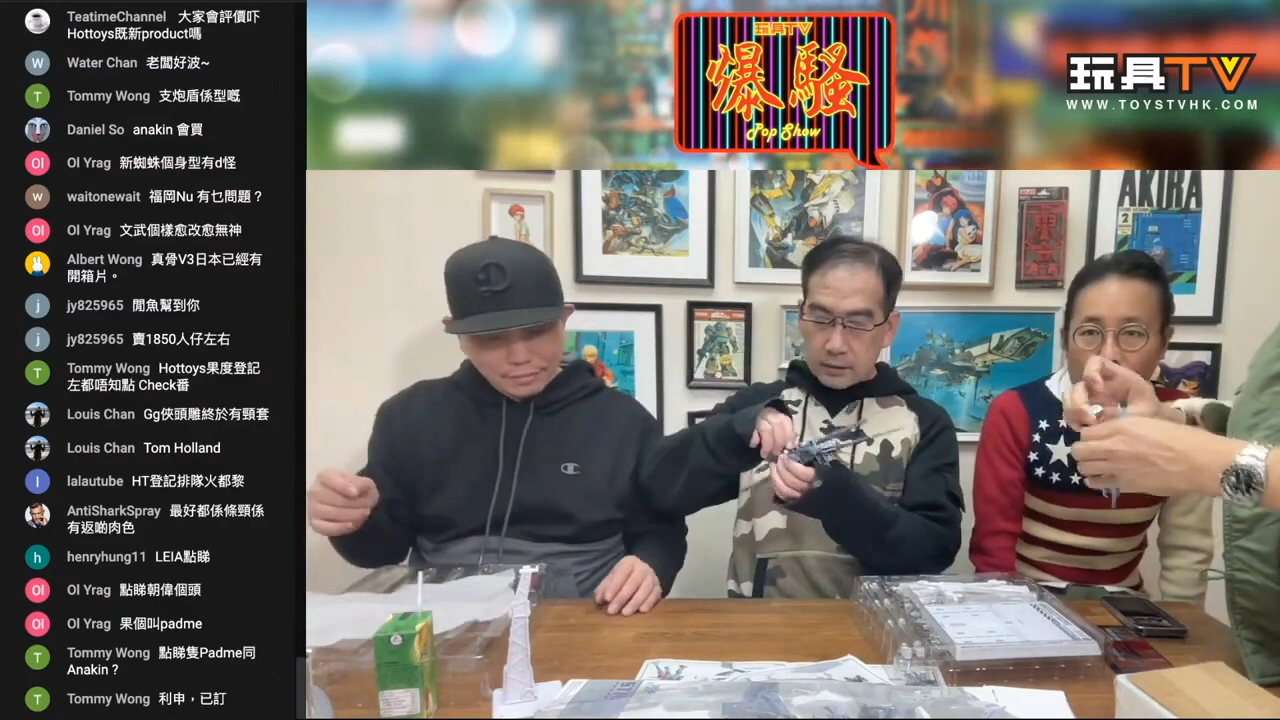 TeatimeChannel 大家會評價吓
Hottoys既新product嗎
Water Chan 老闆好波~
Tommy Wong 支炮盾係型嘅
Daniel So anakin 會買
Ol Yrag 新蜘蛛個身型有d怪
waitonewait 福岡Nu 有乜問題？
Ol Yrag 文武個樣愈改愈無神
Albert Wong 真骨V3日本已經有
開箱片。
jy825965 閒魚幫到你
jy825965 賣1850人仔左右
Tommy Wong Hottoys果度登記
左都唔知點 Check番
Louis Chan Gg俠頭雕終於有頸套
Louis Chan Tom Holland
lalautube HT登記排隊火都黎
AntiSharkSpray 最好都係條頸係
有返啲肉色
henryhung11 LEIA點睇
Ol Yrag 點睇朝偉個頭
Ol Yrag 果個叫padme
Tommy Wong 點睇隻Padme同
Anakin ?
Tommy Wong 利申，已訂
玩具TV
爆騷
Pop Show
玩具TV
WWW.TOYSTVHK.COM
AKIRA
2